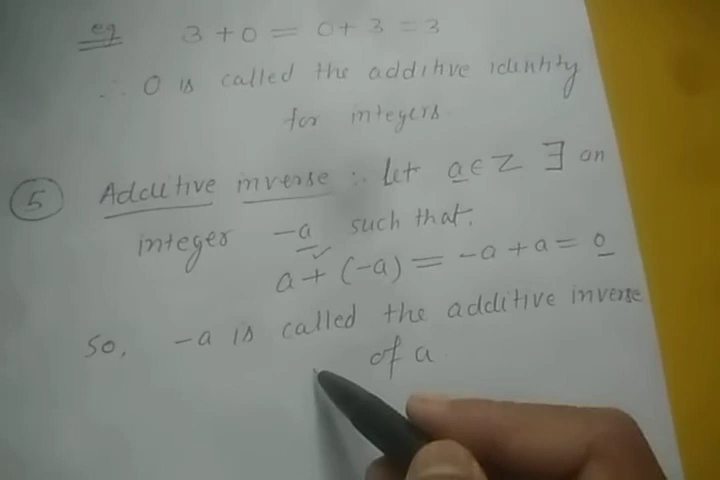 eg 3 + 0 = 0 + 3 = 3
∴ 0 is called the additive identity
for integers
5 Additive inverse :- Let a ∈ Z ∃ an
integer -a such that.
a + (-a) = -a + a = 0
So, -a is called the additive inverse
of a